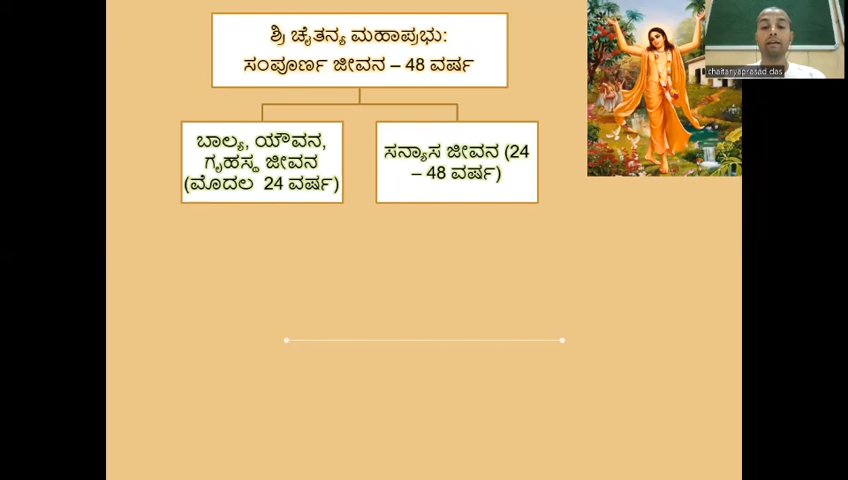 ಶ್ರಿ ಚೈತನ್ಯ ಮಹಾಪ್ರಭು:
ಸಂಪೂರ್ಣ ಜೀವನ – 48 ವರ್ಷ
ಬಾಲ್ಯ, ಯೌವನ,
ಗೃಹಸ್ಥ ಜೀವನ
(ಮೊದಲ 24 ವರ್ಷ)
ಸನ್ಯಾಸ ಜೀವನ (24
– 48 ವರ್ಷ)
chaitanyaprasad das